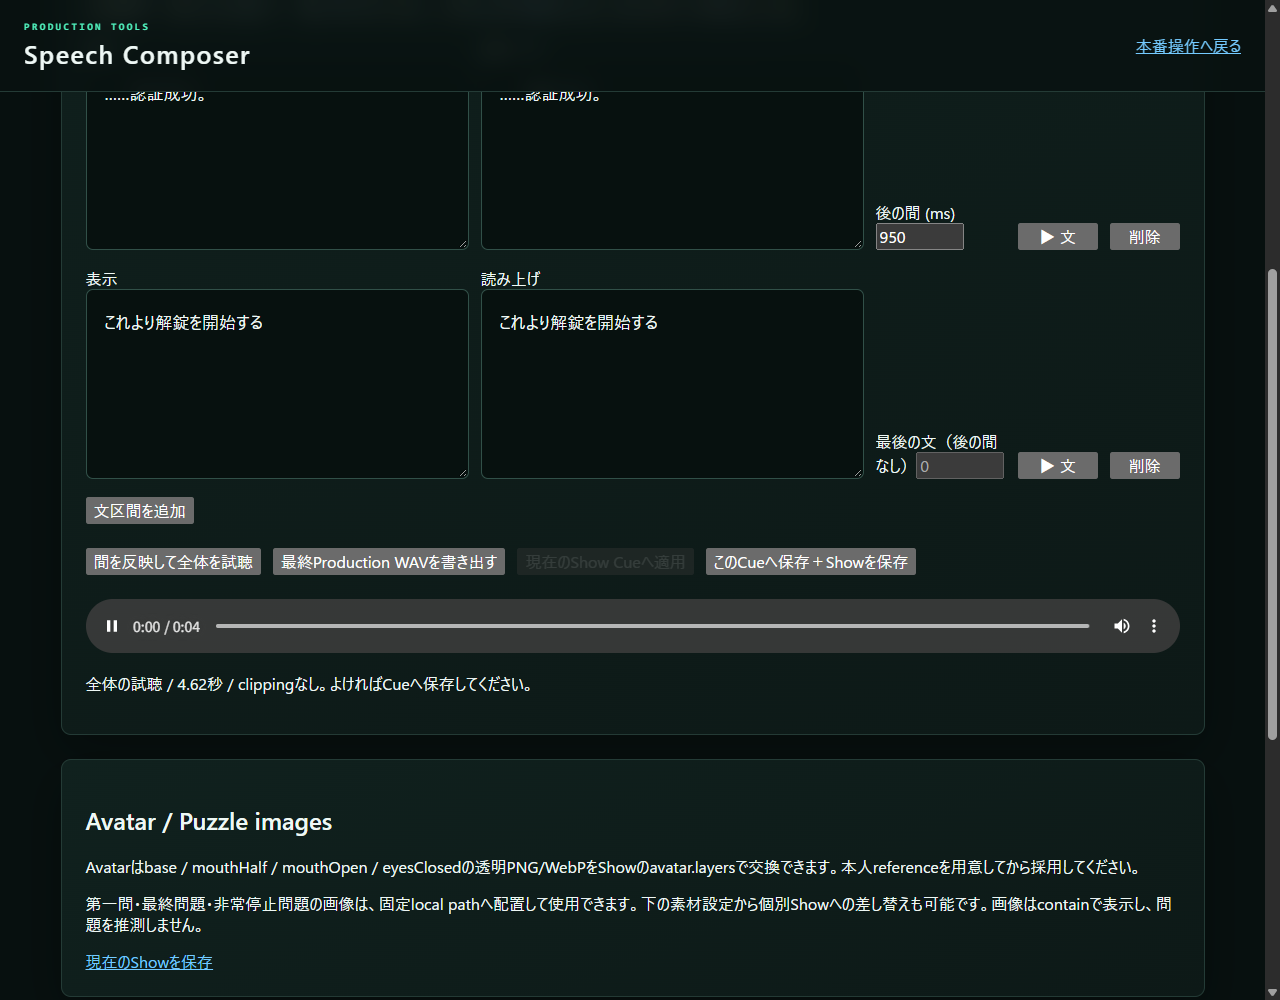 PRODUCTION TOOLS
Speech Composer
本番操作へ戻る
……認証成功。
……認証成功。
後の間 (ms)
950
▶ 文
削除
表示
読み上げ
これより解錠を開始する
これより解錠を開始する
最後の文（後の間
なし）
0
▶ 文
削除
文区間を追加
間を反映して全体を試聴
最終Production WAVを書き出す
現在のShow Cueへ適用
このCueへ保存＋Showを保存
0:00 / 0:04
全体の試聴 / 4.62秒 / clippingなし。よければCueへ保存してください。
Avatar / Puzzle images
Avatarはbase / mouthHalf / mouthOpen / eyesClosedの透明PNG/WebPをShowのavatar.layersで交換できます。本人referenceを用意してから採用してください。
第一問・最終問題・非常停止問題の画像は、固定local pathへ配置して使用できます。下の素材設定から個別Showへの差し替えも可能です。画像はcontainで表示し、問
題を推測しません。
現在のShowを保存